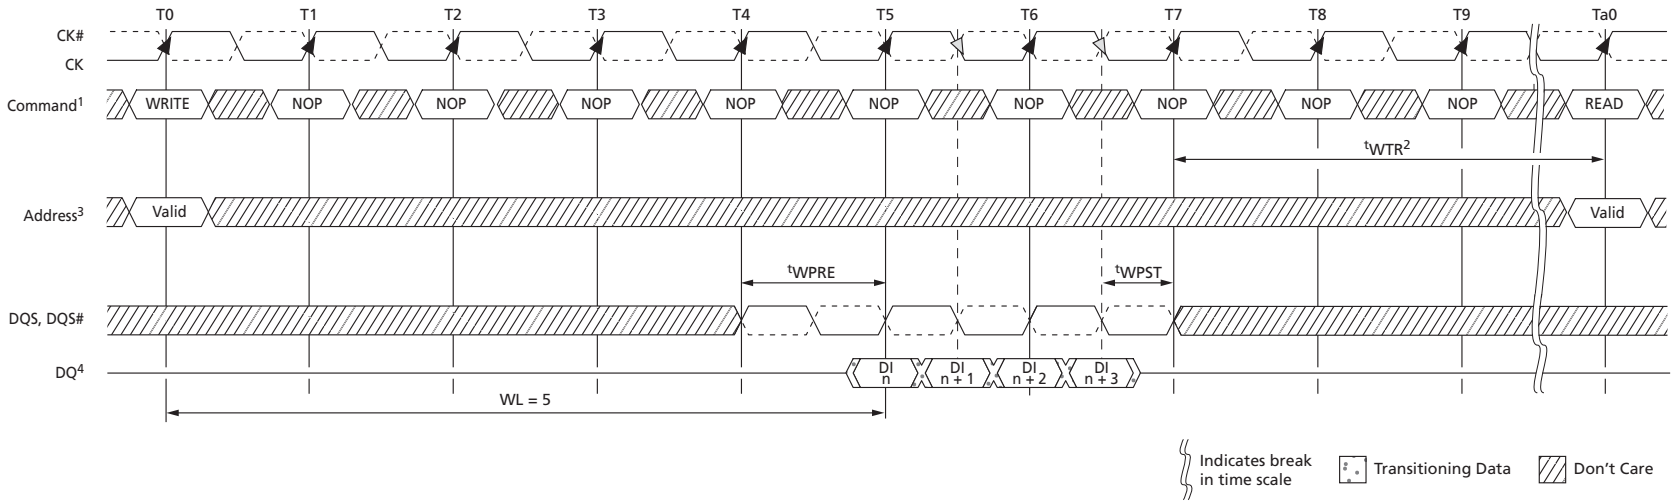 T0 T1 T2 T3 T4 T5 T6 T7 T8 T9 Ta0
CK#
CK
Command1 WRITE NOP NOP NOP NOP NOP NOP NOP NOP NOP READ
tWTR2
Address3 Valid Valid
tWPRE tWPST
DQS, DQS#
DQ4 DI n DI n + 1 DI n + 2 DI n + 3
WL = 5
Indicates break
in time scale
Transitioning Data
Don't Care